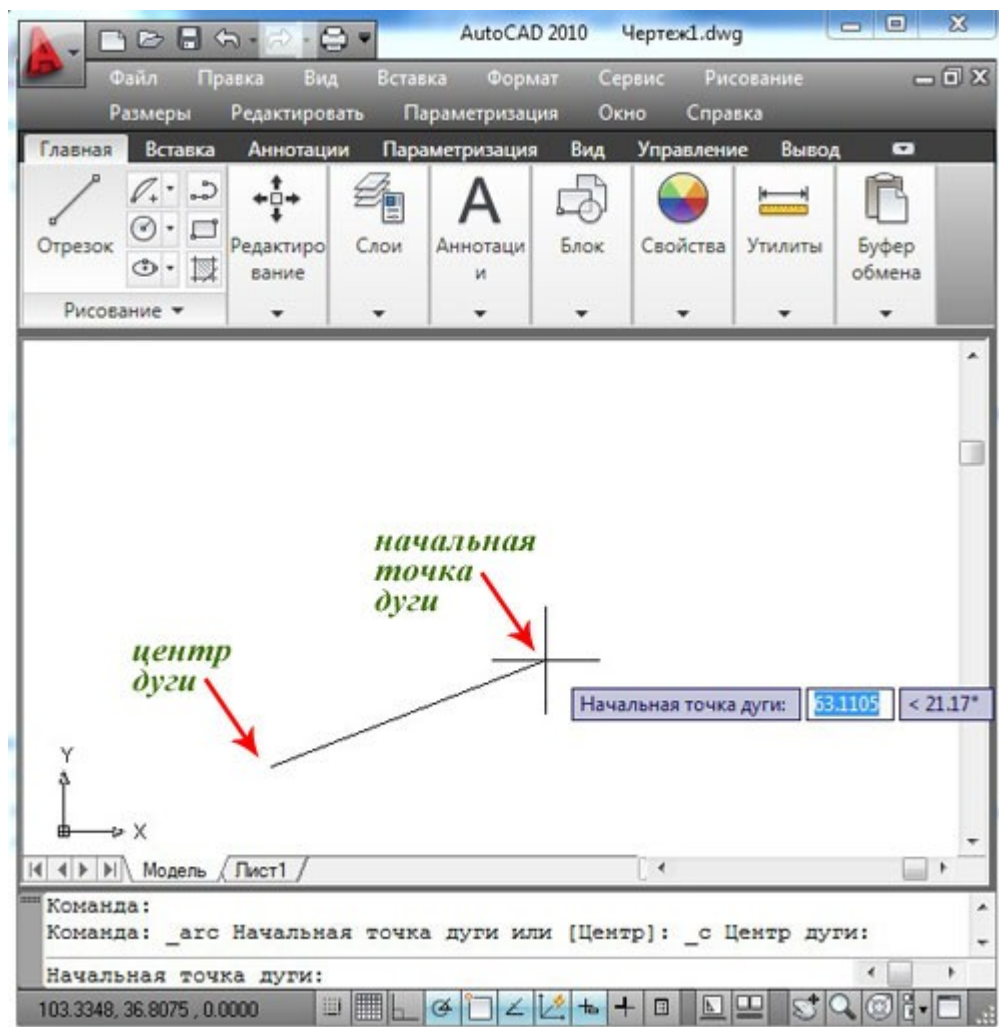 AutoCAD 2010 Чертеж1.dwg
Файл Правка Вид Вставка Формат Сервис Рисование
Размеры Редактировать Параметризация Окно Справка
Главная Вставка Аннотации Параметризация Вид Управление Вывод
Отрезок
Редактиро
вание
Слои
Аннотаци
и
Блок
Свойства
Утилиты
Буфер
обмена
Рисование
начальная
точка
дуги
центр
дуги
Начальная точка дуги: 63.1105 < 21.17°
Y
X
Модель Лист1
Команда:
Команда: _arc Начальная точка дуги или [Центр]: _c Центр дуги:
Начальная точка дуги:
103.3348, 36.8075 , 0.0000